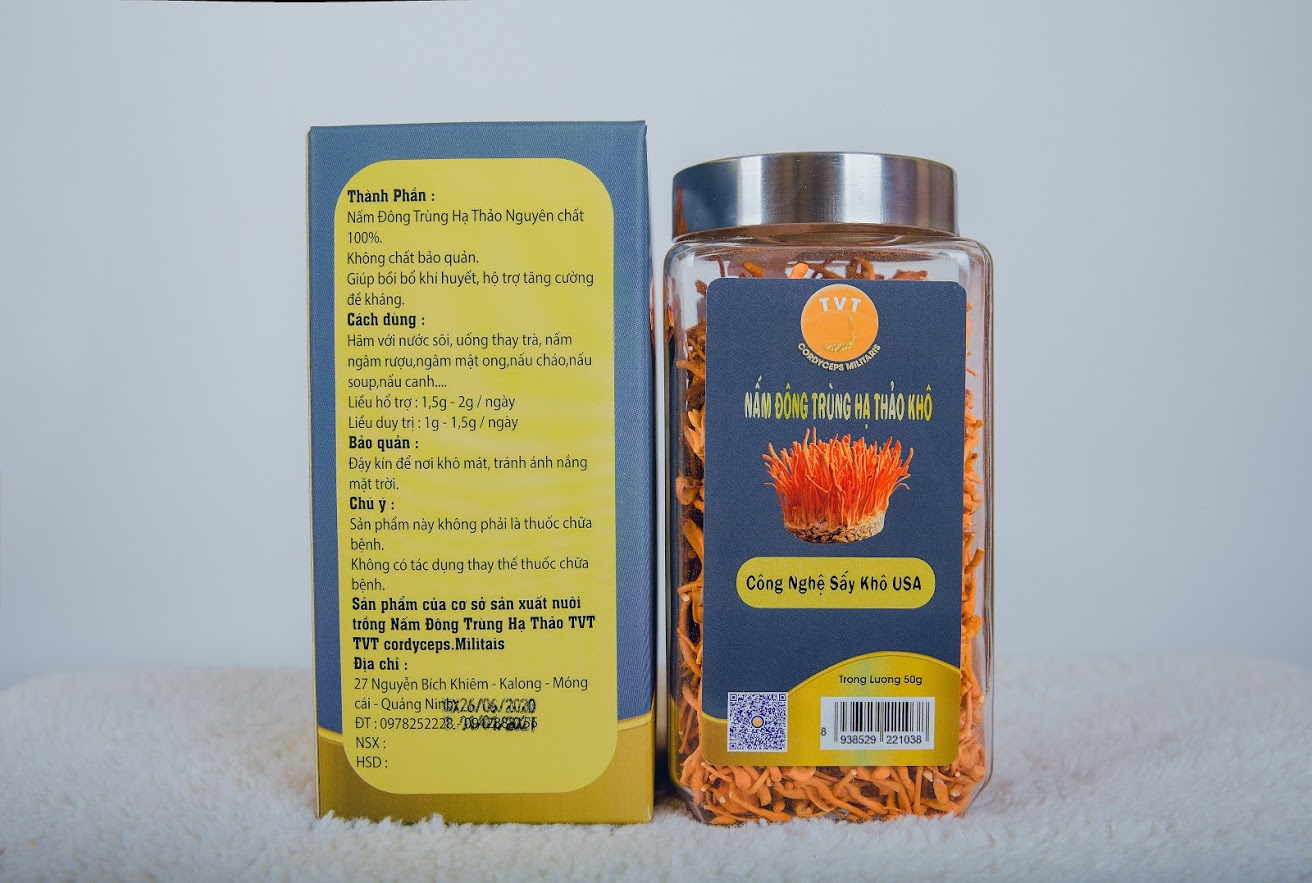 Thành Phần :
Nấm Đông Trùng Hạ Thảo Nguyên chất
100%.
Không chất bảo quản.
Giúp bồi bổ khí huyết, hộ trợ tăng cường
đề kháng.
Cách dùng :
Hãm với nước sôi, uống thay trà, nấm
ngâm rượu,ngâm mật ong,nấu cháo,nấu
soup,nấu canh....
Liều hổ trợ : 1,5g - 2g / ngày
Liều duy trì : 1g - 1,5g / ngày
Bảo quản :
Đậy kín để nơi khô mát, tránh ánh nắng
mặt trời.
Chú ý :
Sản phẩm này không phải là thuốc chữa
bệnh.
Không có tác dụng thay thế thuốc chữa
bệnh.
Sản phẩm của cơ sở sản xuất nuôi
trồng Nấm Đông Trùng Hạ Thảo TVT
TVT cordyceps.Militais
Địa chỉ :
27 Nguyễn Bích Khiêm - Kalong - Móng
cái - Quảng Ninh 26/06/2020
ĐT : 0978252228 -
NSX :
HSD :
TVT
CORDYCEPS MILITARIS
NẤM ĐÔNG TRÙNG HẠ THẢO KHÔ
Công Nghệ Sấy Khô USA
Trọng Lượng 50g
8 938529 221038